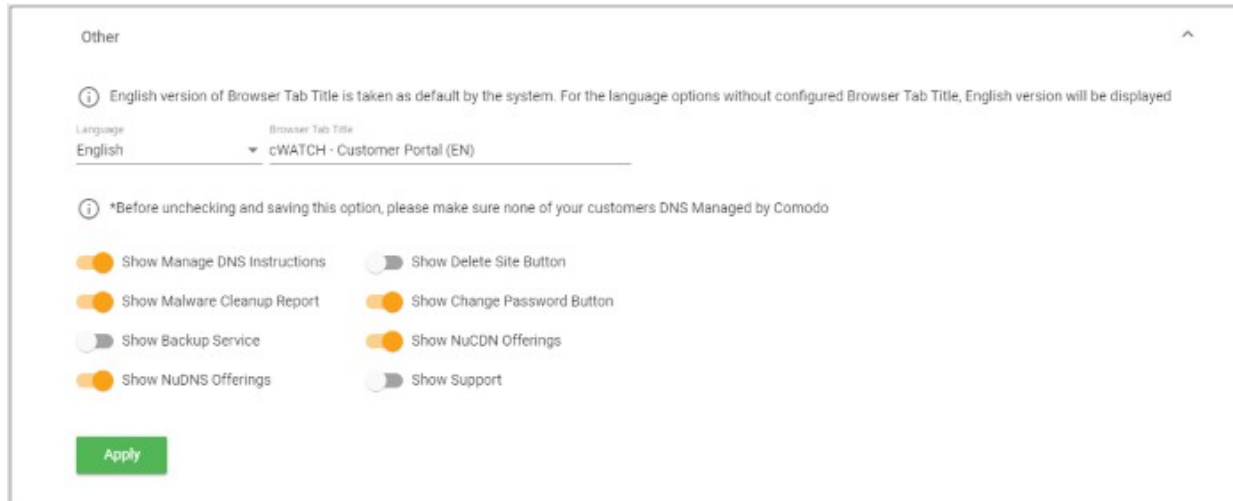 Other
English version of Browser Tab Title is taken as default by the system. For the language options without configured Browser Tab Title, English version will be displayed
Language Browser Tab Title
English cWATCH - Customer Portal (EN)
*Before unchecking and saving this option, please make sure none of your customers DNS Managed by Comodo
Show Manage DNS Instructions Show Delete Site Button
Show Malware Cleanup Report Show Change Password Button
Show Backup Service Show NuCDN Offerings
Show NuDNS Offerings Show Support
Apply